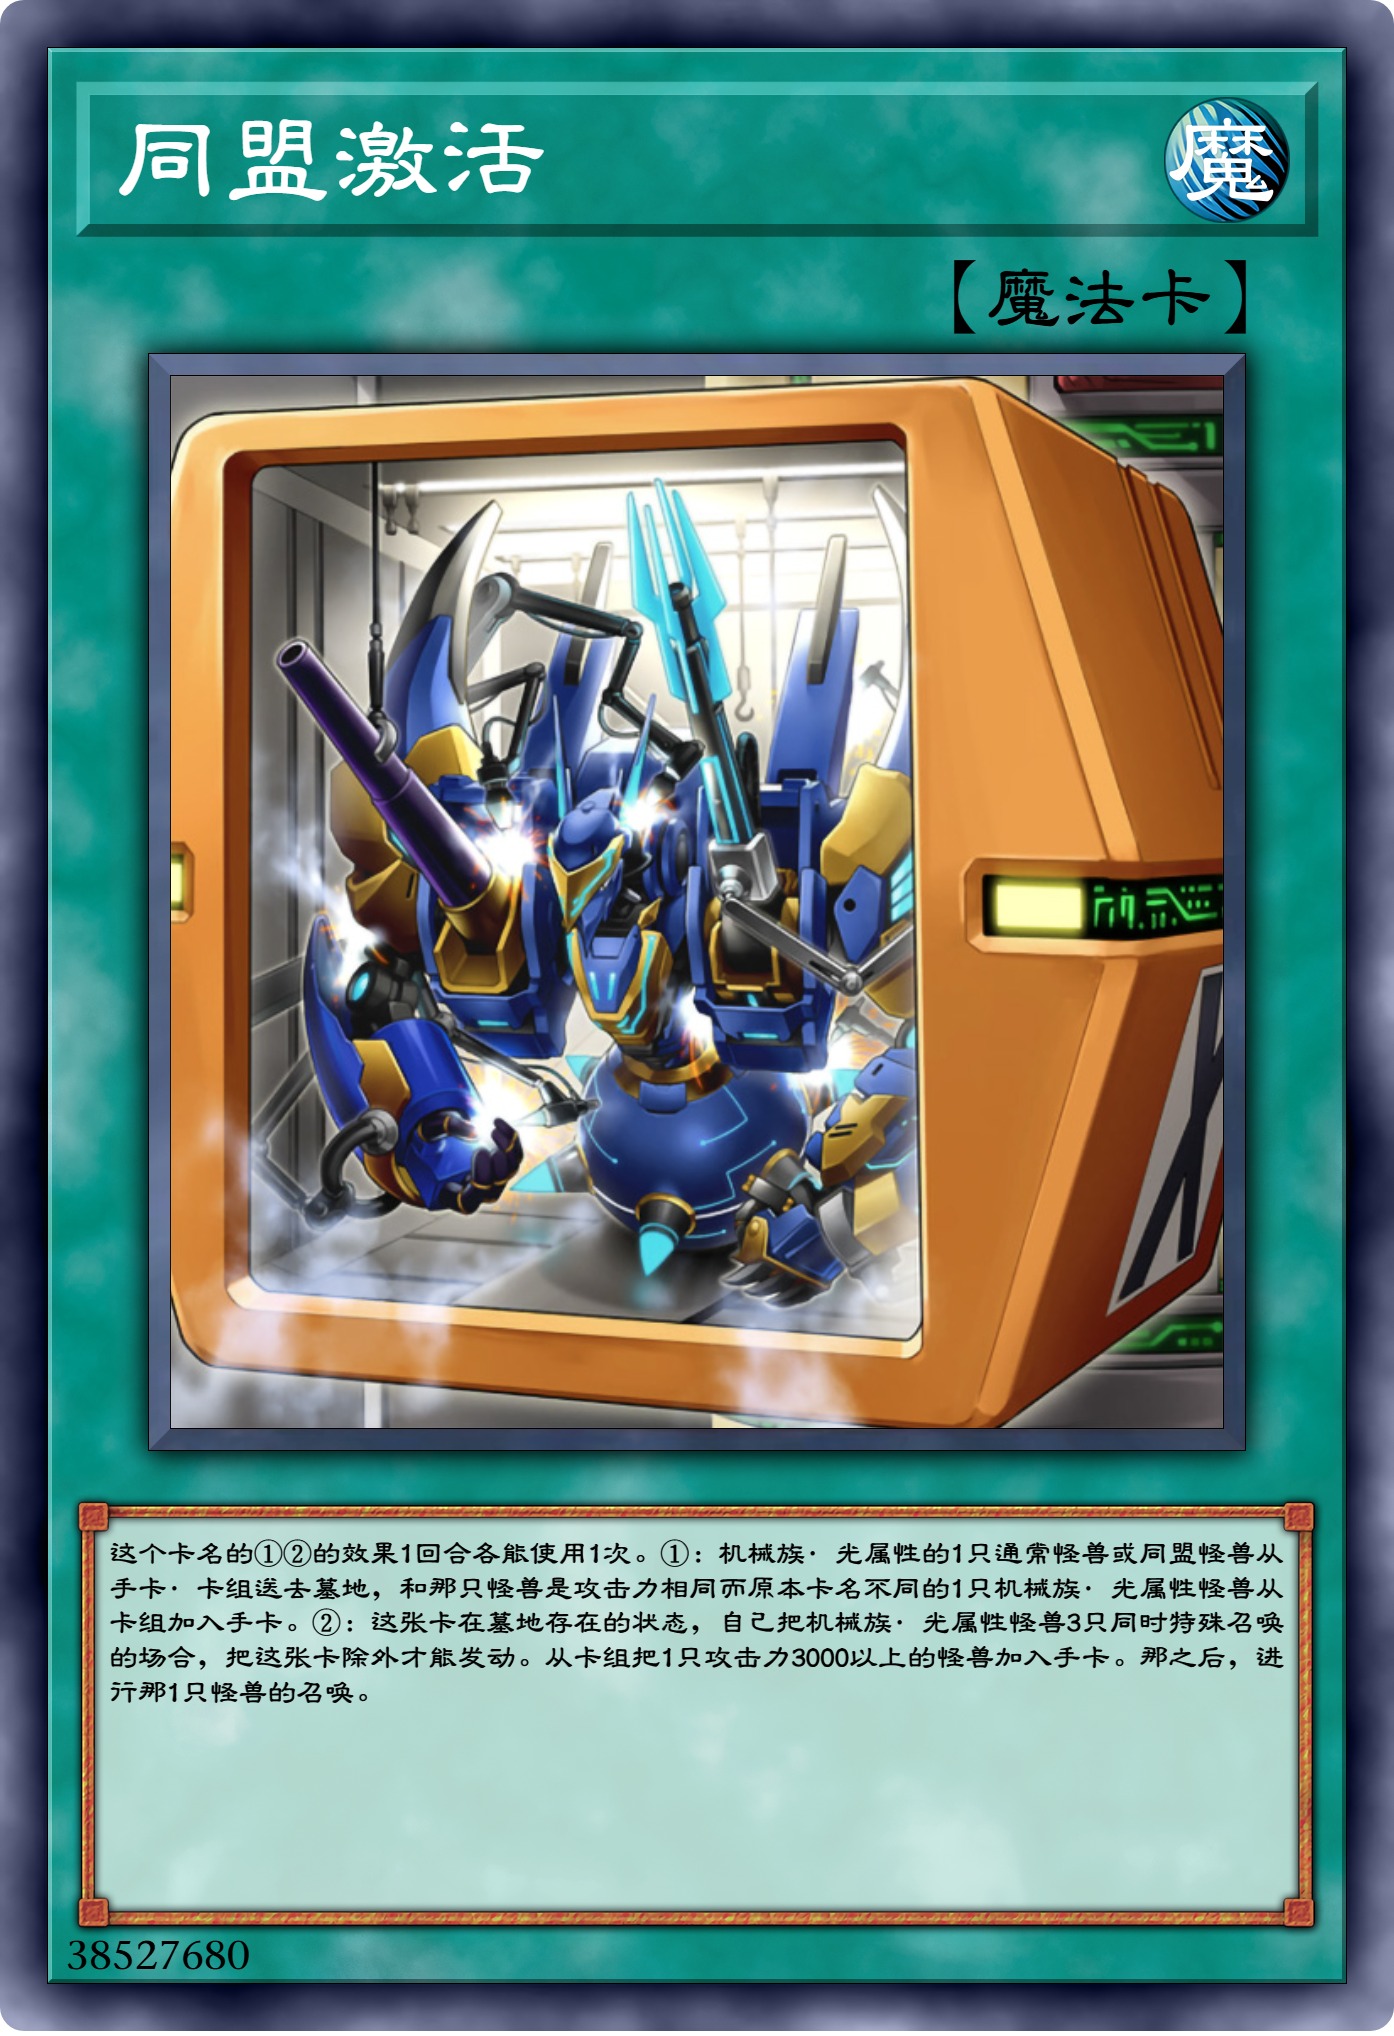 同盟激活
魔
【魔法卡】
这个卡名的①②的效果1回合各能使用1次。①：机械族·光属性的1只通常怪兽或同盟怪兽从
手卡·卡组送去墓地，和那只怪兽是攻击力相同而原本卡名不同的1只机械族·光属性怪兽从
卡组加入手卡。②：这张卡在墓地存在的状态，自己把机械族·光属性怪兽3只同时特殊召唤
的场合，把这张卡除外才能发动。从卡组把1只攻击力3000以上的怪兽加入手卡。那之后，进
行那1只怪兽的召唤。
38527680